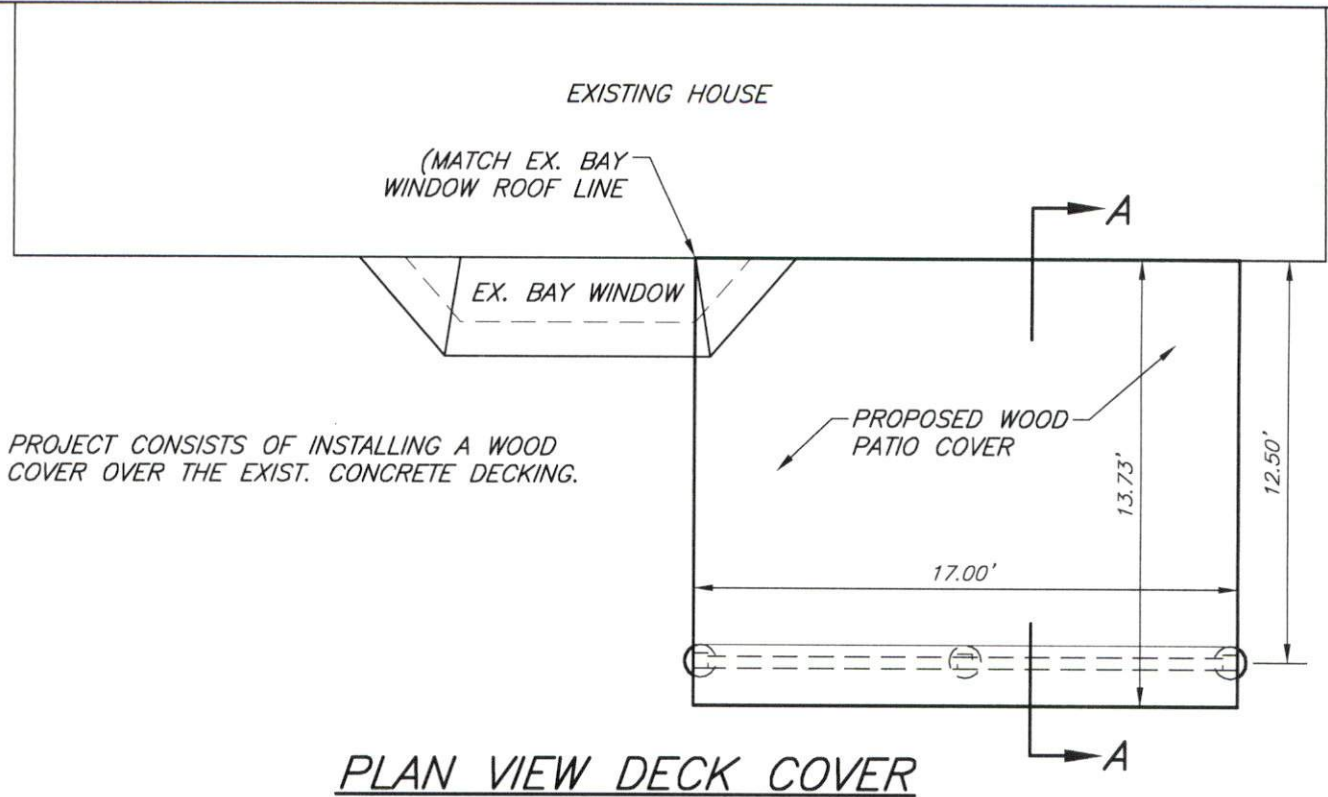 EXISTING HOUSE
(MATCH EX. BAY
WINDOW ROOF LINE
A
EX. BAY WINDOW
PROPOSED WOOD
PATIO COVER
PROJECT CONSISTS OF INSTALLING A WOOD
COVER OVER THE EXIST. CONCRETE DECKING.
13.73'
12.50'
17.00'
A
PLAN VIEW DECK COVER